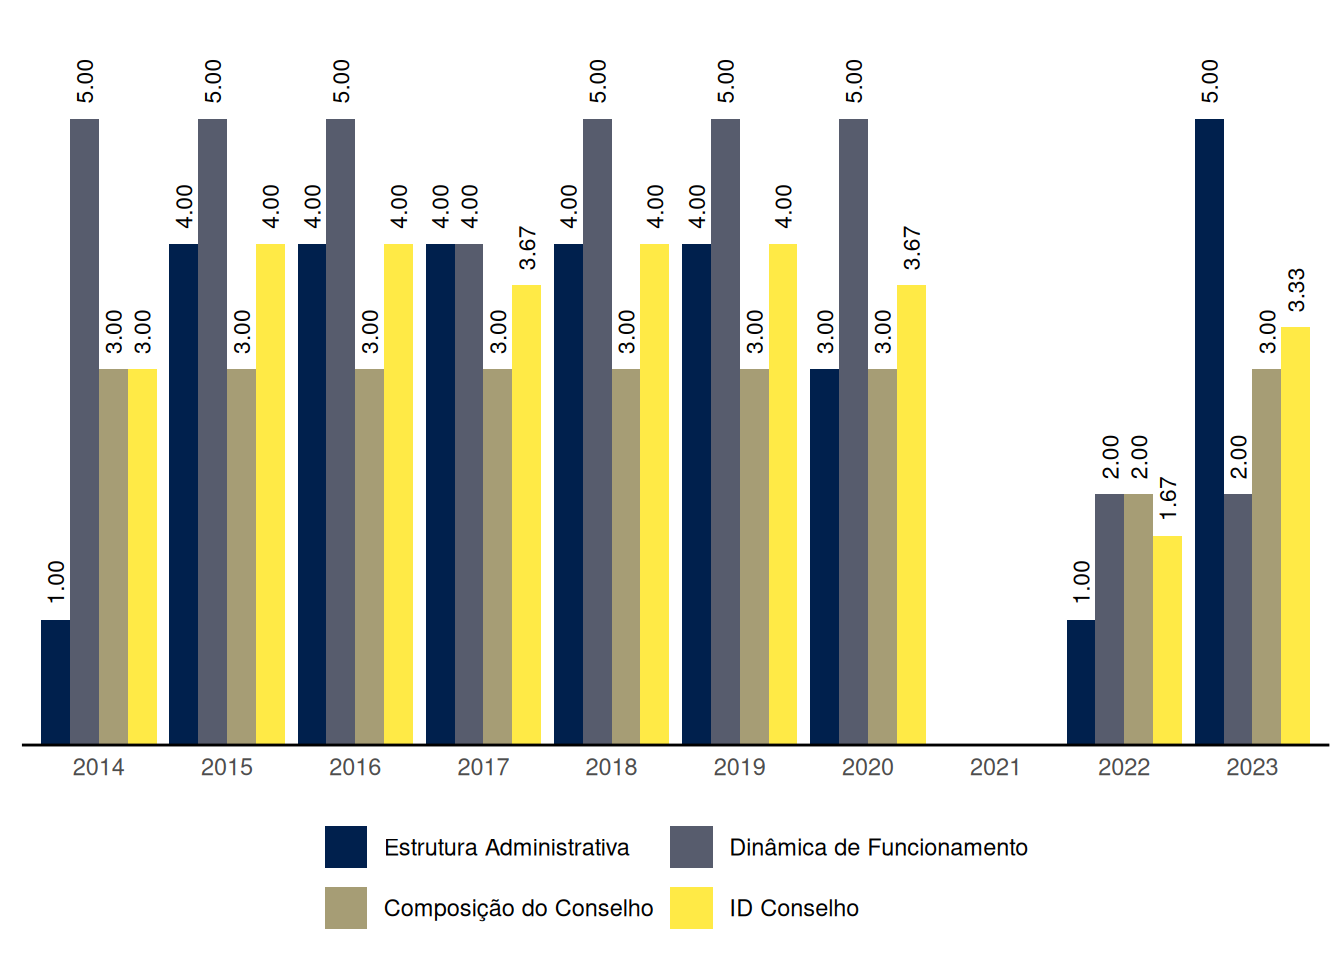 1.00 5.00 3.00 3.00 4.00 5.00 3.00 4.00 4.00 5.00 3.00 4.00 4.00 4.00 3.00 3.67 4.00 5.00 3.00 4.00 4.00 5.00 3.00 4.00 3.00 5.00 3.00 3.67 1.00 2.00 2.00 1.67 5.00 2.00 3.00 3.33
2014 2015 2016 2017 2018 2019 2020 2021 2022 2023
Estrutura Administrativa Dinâmica de Funcionamento
Composição do Conselho ID Conselho